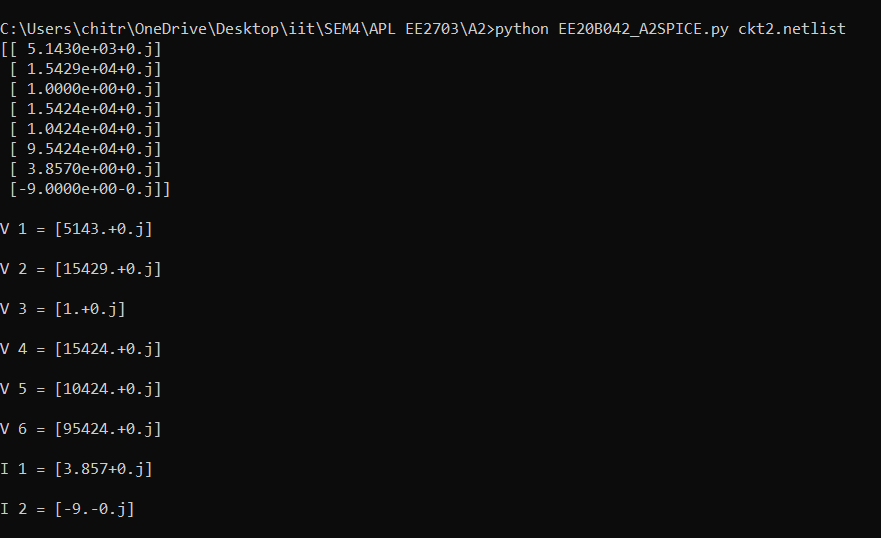 C:\Users\chitr\OneDrive\Desktop\iit\SEM4\APL EE2703\A2>python EE20B042_A2SPICE.py ckt2.netlist
[[ 5.1430e+03+0.j]
 [ 1.5429e+04+0.j]
 [ 1.0000e+00+0.j]
 [ 1.5424e+04+0.j]
 [ 1.0424e+04+0.j]
 [ 9.5424e+04+0.j]
 [ 3.8570e+00+0.j]
 [-9.0000e+00-0.j]]
V 1 = [5143.+0.j]
V 2 = [15429.+0.j]
V 3 = [1.+0.j]
V 4 = [15424.+0.j]
V 5 = [10424.+0.j]
V 6 = [95424.+0.j]
I 1 = [3.857+0.j]
I 2 = [-9.-0.j]